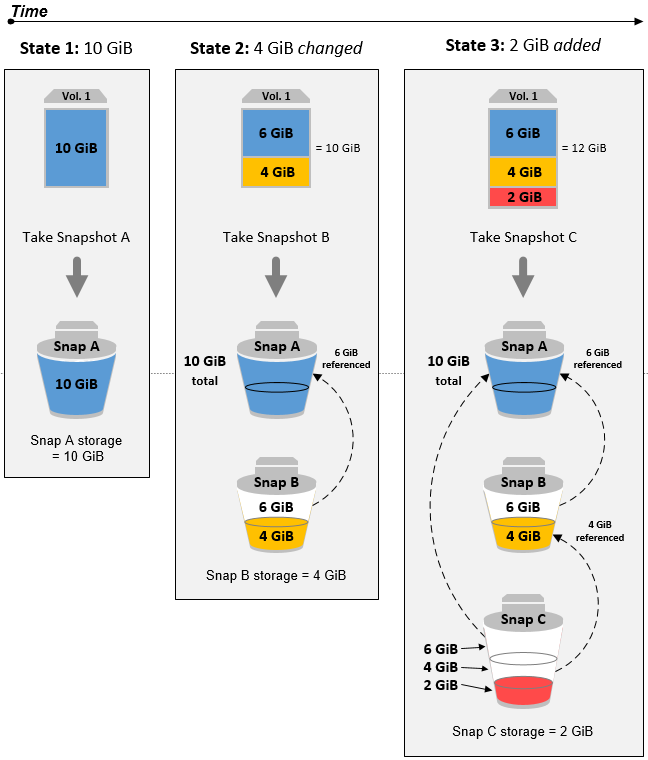 Time
State 1: 10 GiB
Vol. 1
10 GiB
Take Snapshot A
Snap A
10 GiB
Snap A storage
= 10 GiB
State 2: 4 GiB changed
Vol. 1
6 GiB
4 GiB
= 10 GiB
Take Snapshot B
Snap A
10 GiB
total
6 GiB
referenced
Snap B
6 GiB
4 GiB
Snap B storage = 4 GiB
State 3: 2 GiB added
Vol. 1
6 GiB
4 GiB
2 GiB
= 12 GiB
Take Snapshot C
Snap A
10 GiB
total
6 GiB
referenced
Snap B
6 GiB
4 GiB
4 GiB
referenced
Snap C
6 GiB
4 GiB
2 GiB
Snap C storage = 2 GiB